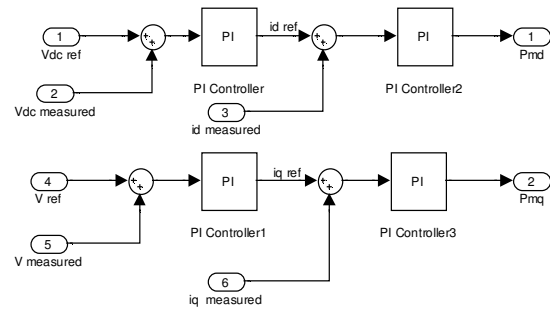 1
Vdc ref
+
+
PI
PI Controller
id ref
+
+
PI
PI Controller2
1
Pmd
2
Vdc measured
3
id measured
4
V ref
+
+
PI
PI Controller1
iq ref
+
+
PI
PI Controller3
2
Pmq
5
V measured
6
iq measured